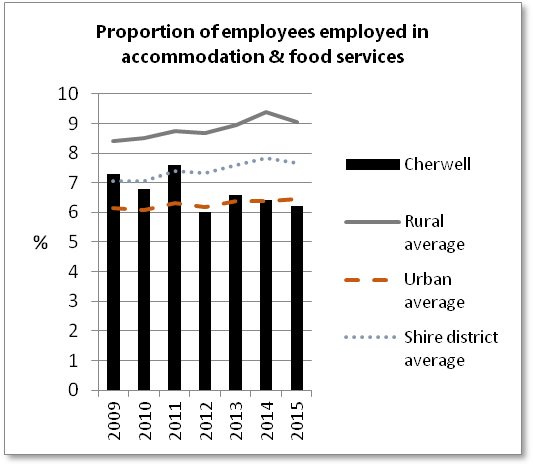 Proportion of employees employed in
accommodation & food services
10
9
8
7
6
5
4
3
2
1
0
%
2009
2010
2011
2012
2013
2014
2015
Cherwell
Rural
average
Urban
average
Shire district
average